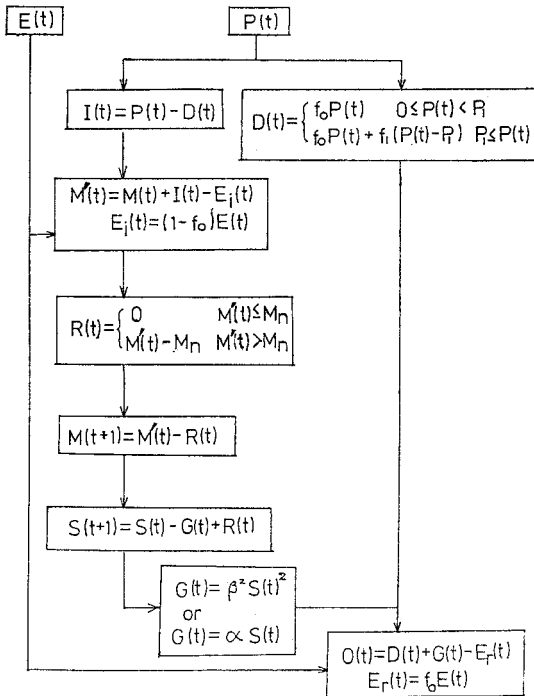 E(t)
P(t)
I(t)=P(t)-D(t)
D(t)={f₀P(t) 0≤P(t)<P₁
f₀P(t)+f₁(P(t)-P₁) P₁≤P(t)
M'(t)=M(t)+I(t)-Eᵢ(t)
Eᵢ(t)=(1-f₀)E(t)
R(t)={0 M'(t)≤Mₙ
M'(t)-Mₙ M'(t)>Mₙ
M(t+1)=M'(t)-R(t)
S(t+1)=S(t)-G(t)+R(t)
G(t)=β²S(t)²
or
G(t)=αS(t)
O(t)=D(t)+G(t)-Eᵣ(t)
Eᵣ(t)=f₀E(t)